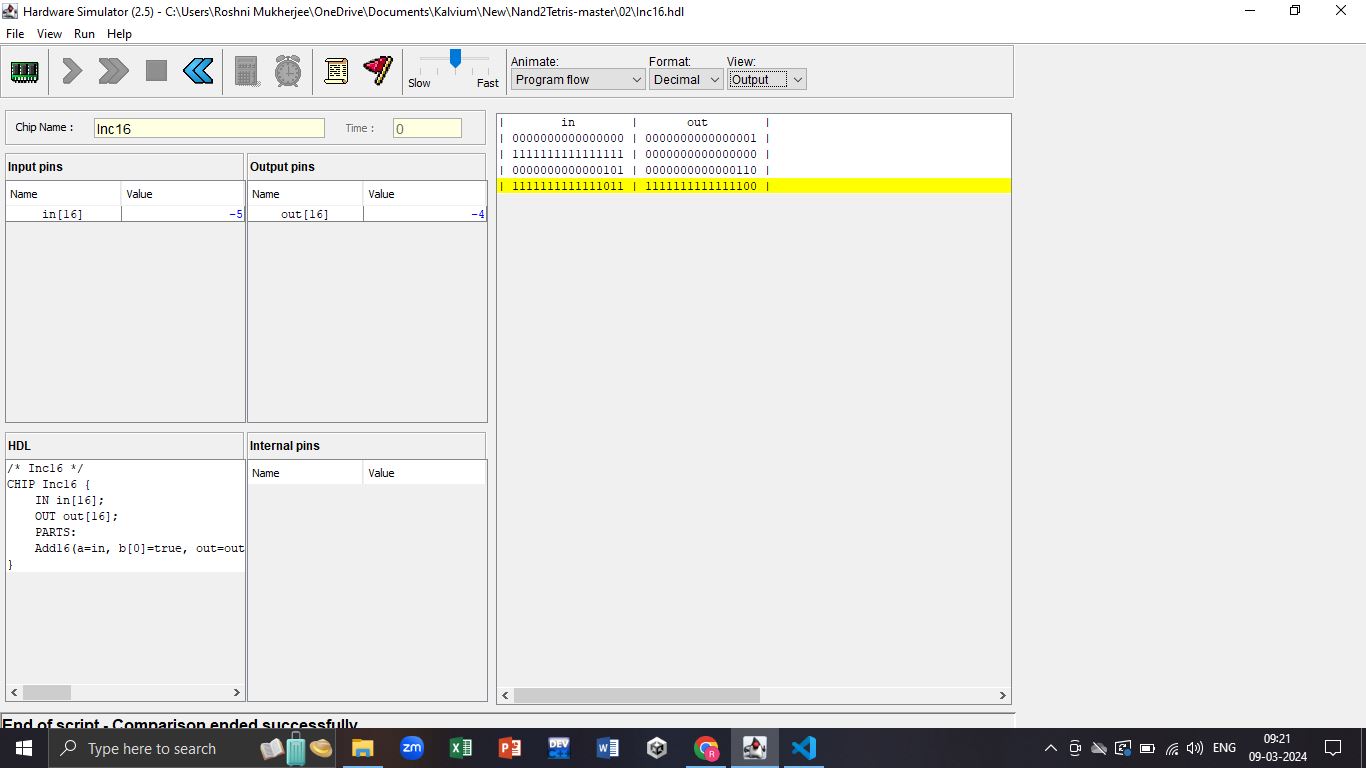 Hardware Simulator (2.5) - C:\Users\Roshni Mukherjee\OneDrive\Documents\Kalvium\New\Nand2Tetris-master\02\Inc16.hdl
File View Run Help
Slow Fast
Animate: Format: View:
Program flow Decimal Output
Chip Name : Inc16 Time : 0
Input pins Output pins
Name Value Name Value
in[16] -5 out[16] -4
| in | out |
| 0000000000000000 | 0000000000000001 |
| 1111111111111111 | 0000000000000000 |
| 0000000000000101 | 0000000000000110 |
| 1111111111111011 | 1111111111111100 |
HDL Internal pins
Name Value
/* Inc16 */
CHIP Inc16 {
IN in[16];
OUT out[16];
PARTS:
Add16(a=in, b[0]=true, out=out
}
End of script - Comparison ended successfully
Type here to search
zm
X
P
DEV
W
R
ENG
09:21
09-03-2024